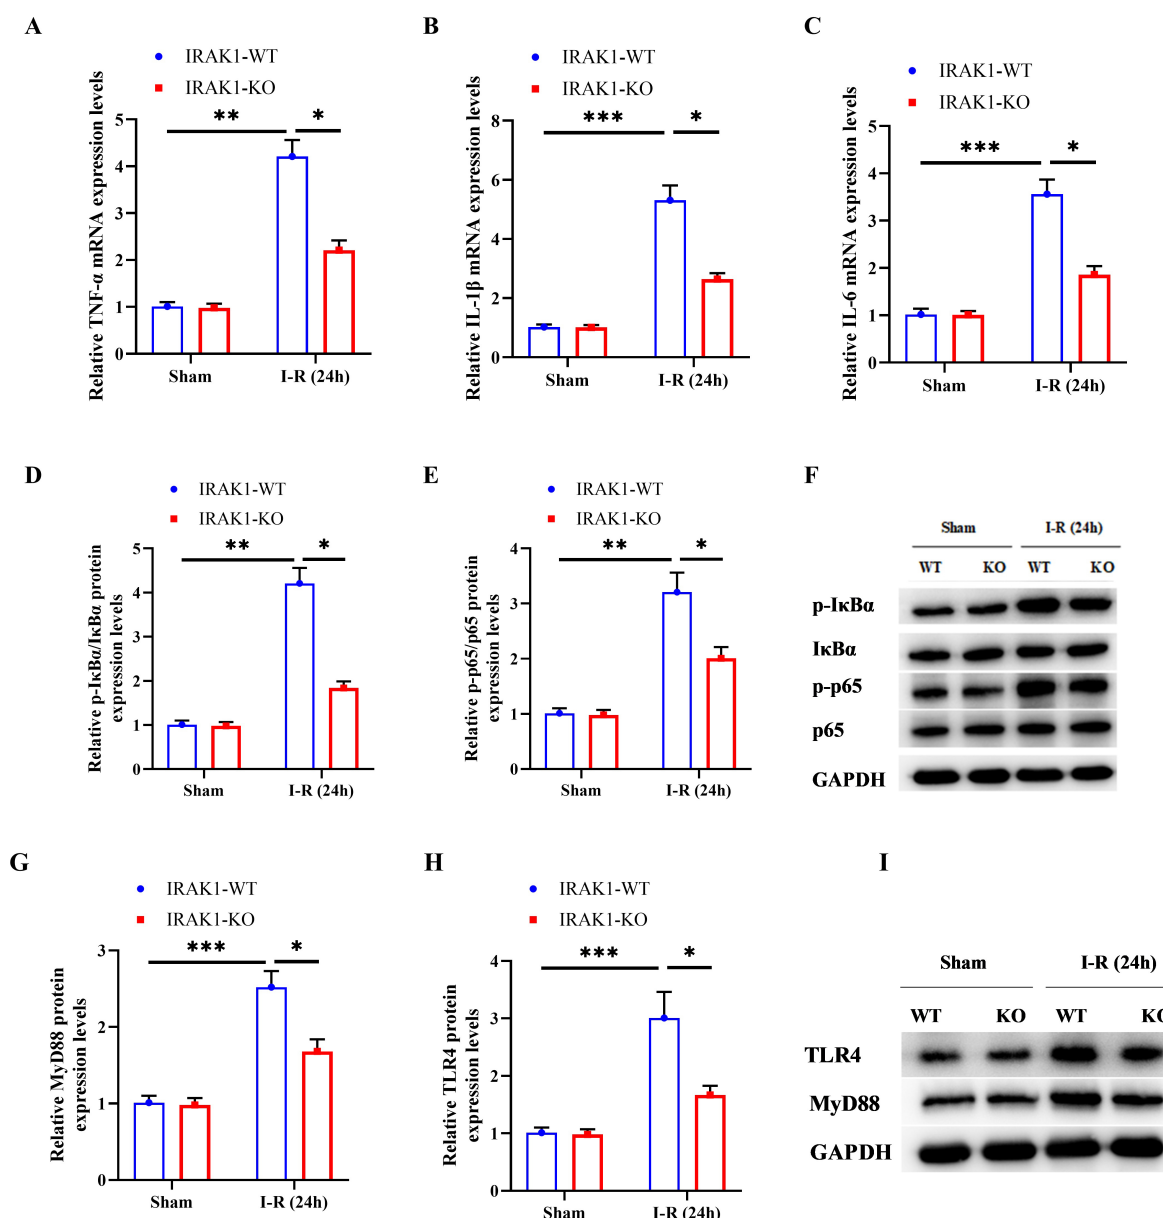 A
IRAK1-WT
IRAK1-KO
Relative TNF-α mRNA expression levels
5
4
3
2
1
0
**
*
Sham
I-R (24h)
B
IRAK1-WT
IRAK1-KO
Relative IL-1β mRNA expression levels
8
6
4
2
0
***
*
Sham
I-R (24h)
C
IRAK1-WT
IRAK1-KO
Relative IL-6 mRNA expression levels
5
4
3
2
1
0
***
*
Sham
I-R (24h)
D
IRAK1-WT
IRAK1-KO
Relative p-IκBα/IκBα protein
expression levels
5
4
3
2
1
0
**
*
Sham
I-R (24h)
E
IRAK1-WT
IRAK1-KO
Relative p-p65/p65 protein
expression levels
4
3
2
1
0
**
*
Sham
I-R (24h)
F
Sham I-R (24h)
WT KO WT KO
p-IκBα
IκBα
p-p65
p65
GAPDH
G
IRAK1-WT
IRAK1-KO
Relative MyD88 protein
expression levels
3
2
1
0
***
*
Sham
I-R (24h)
H
IRAK1-WT
IRAK1-KO
Relative TLR4 protein
expression levels
4
3
2
1
0
***
*
Sham
I-R (24h)
I
Sham I-R (24h)
WT KO WT KO
TLR4
MyD88
GAPDH